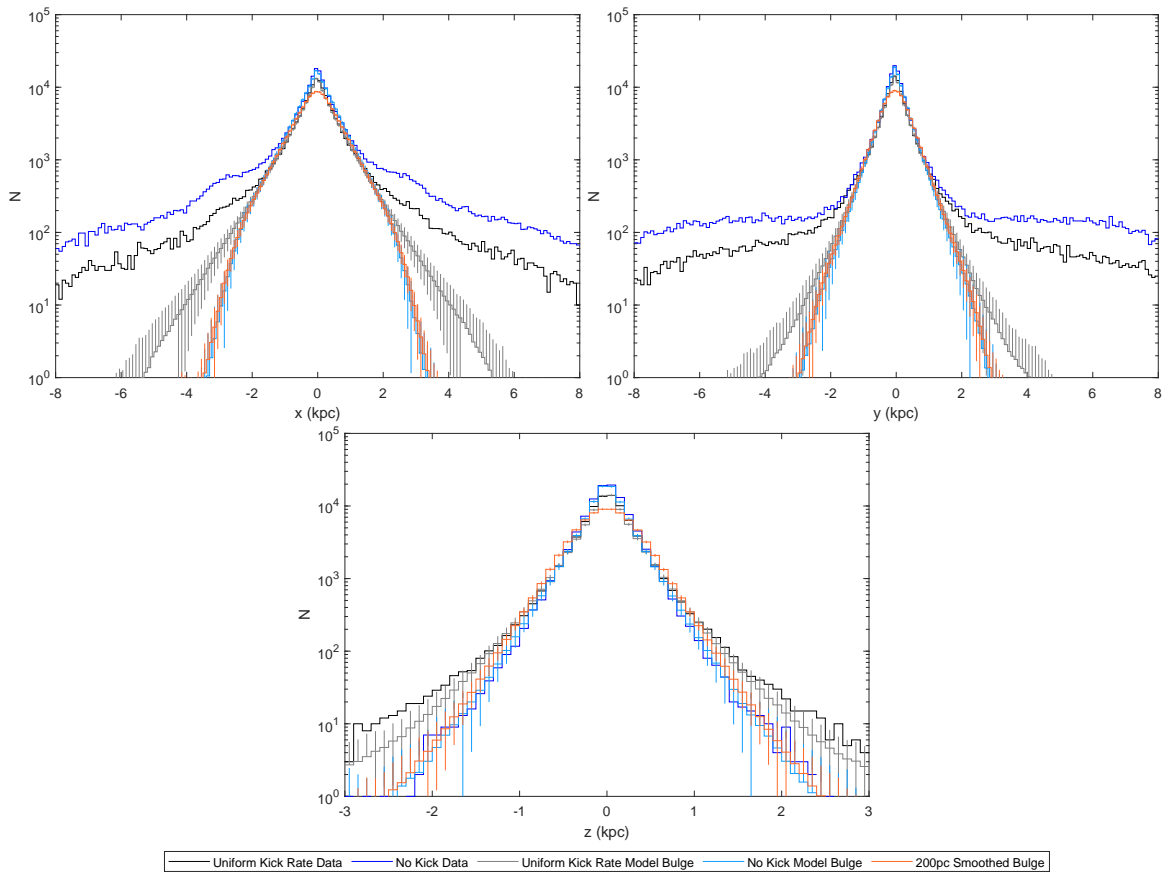 10^5
10^4
10^3
10^2
10^1
10^0
N
-8 -6 -4 -2 0 2 4 6 8
x (kpc)
10^5
10^4
10^3
10^2
10^1
10^0
N
-8 -6 -4 -2 0 2 4 6 8
y (kpc)
10^5
10^4
10^3
10^2
10^1
10^0
N
-3 -2 -1 0 1 2 3
z (kpc)
Uniform Kick Rate Data No Kick Data Uniform Kick Rate Model Bulge No Kick Model Bulge 200pc Smoothed Bulge